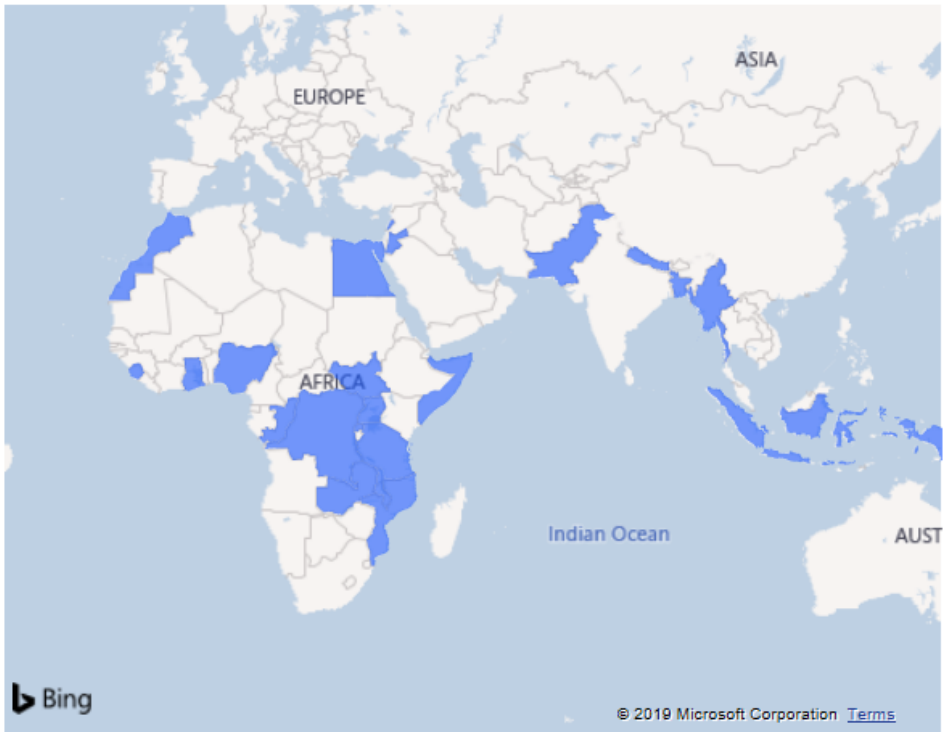 ASIA
EUROPE
AFRICA
Indian Ocean
AUST
Bing
© 2019 Microsoft Corporation Terms